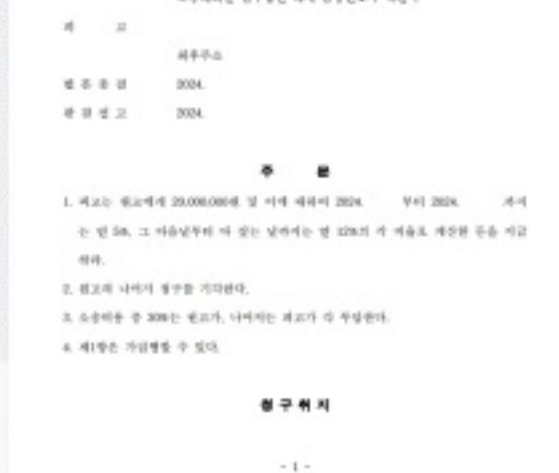 피 고
최후주소
변 론 종 결 2024.
판 결 선 고 2024.
주 문
1. 피고는 원고에게 20,000,000원 및 이에 대하여 2024. 부터 2024. 까지
는 연 5%, 그 다음날부터 다 갚는 날까지는 연 12%의 각 비율로 계산한 돈을 지급
하라.
2. 원고의 나머지 청구를 기각한다.
3. 소송비용 중 30%는 원고가, 나머지는 피고가 각 부담한다.
4. 제1항은 가집행할 수 있다.
청 구 취 지
- 1 -